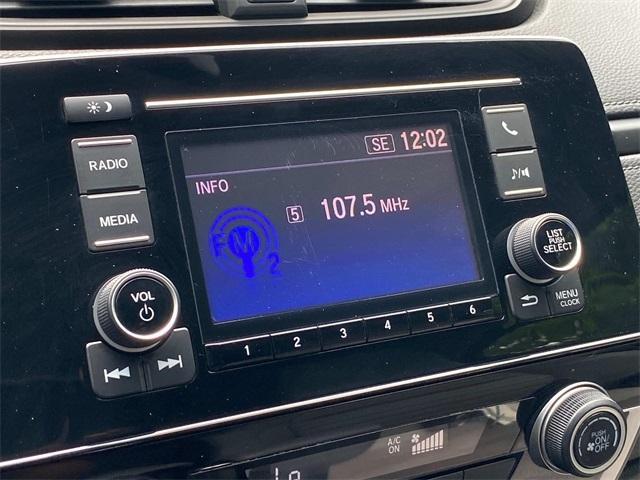 SE 12:02
RADIO
INFO
5 107.5 MHz
MEDIA
FM
2
LIST
PUSH
SELECT
VOL
MENU
CLOCK
1 2 3 4 5 6
A/C
ON
PUSH
ON/
OFF
Lo